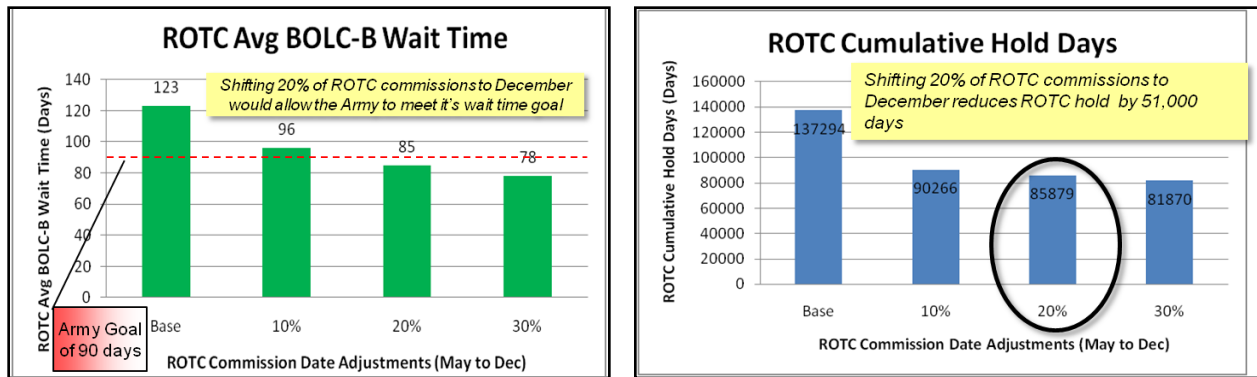 ROTC Avg BOLC-B Wait Time
Shifting 20% of ROTC commissions to December
would allow the Army to meet it's wait time goal
ROTC Avg BOLC-B Wait Time (Days)
140
120
100
80
60
40
20
0
123
96
85
78
Base
10%
20%
30%
Army Goal
of 90 days
ROTC Commission Date Adjustments (May to Dec)
ROTC Cumulative Hold Days
Shifting 20% of ROTC commissions to
December reduces ROTC hold by 51,000
days
ROTC Cumulative Hold Days (Days)
160000
140000
120000
100000
80000
60000
40000
20000
0
137294
90266
85879
81870
Base
10%
20%
30%
ROTC Commission Date Adjustments (May to Dec)